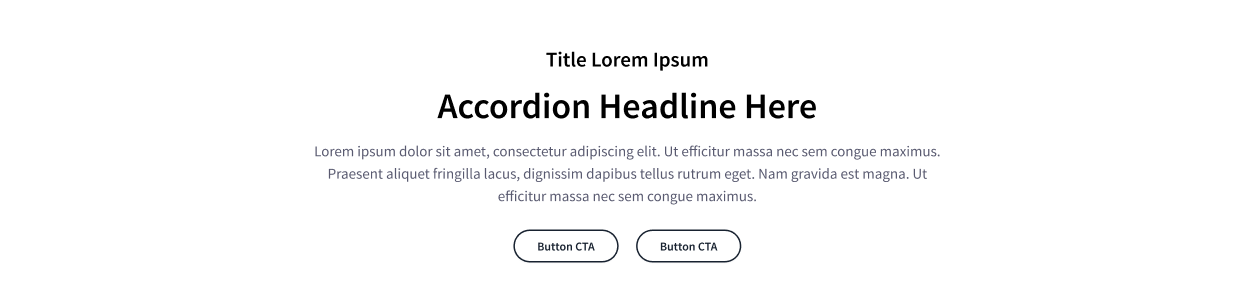 Title Lorem Ipsum
Accordion Headline Here
Lorem ipsum dolor sit amet, consectetur adipiscing elit. Ut efficitur massa nec sem congue maximus.
Praesent aliquet fringilla lacus, dignissim dapibus tellus rutrum eget. Nam gravida est magna. Ut
efficitur massa nec sem congue maximus.
Button CTA Button CTA